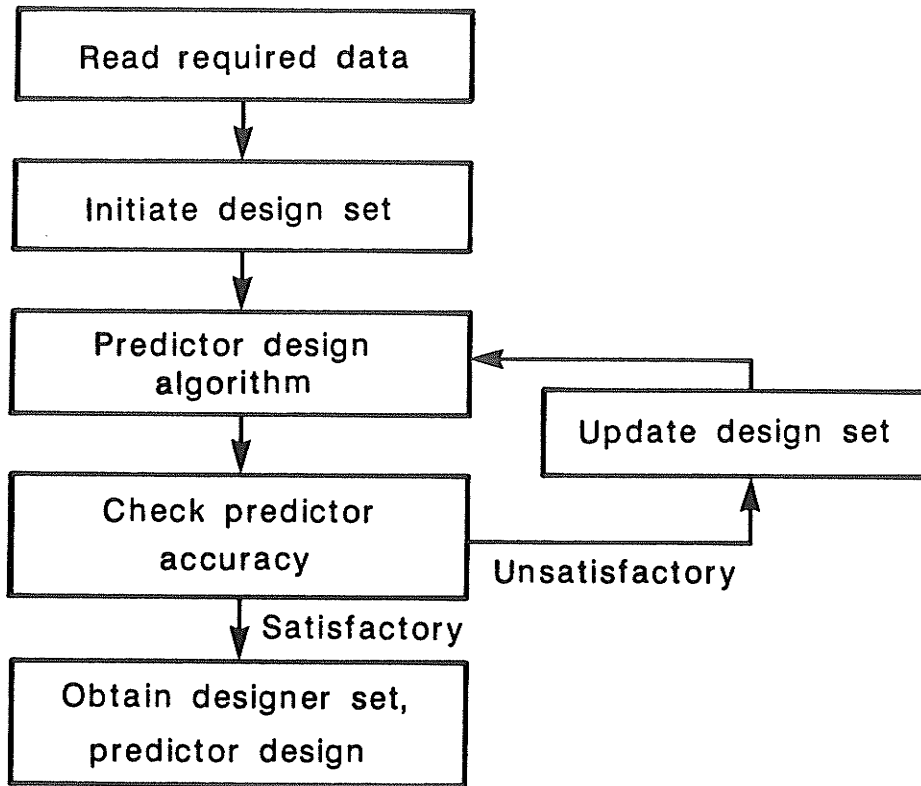 Read required data
Initiate design set
Predictor design
algorithm
Update design set
Check predictor
accuracy
Unsatisfactory
Satisfactory
Obtain designer set,
predictor design